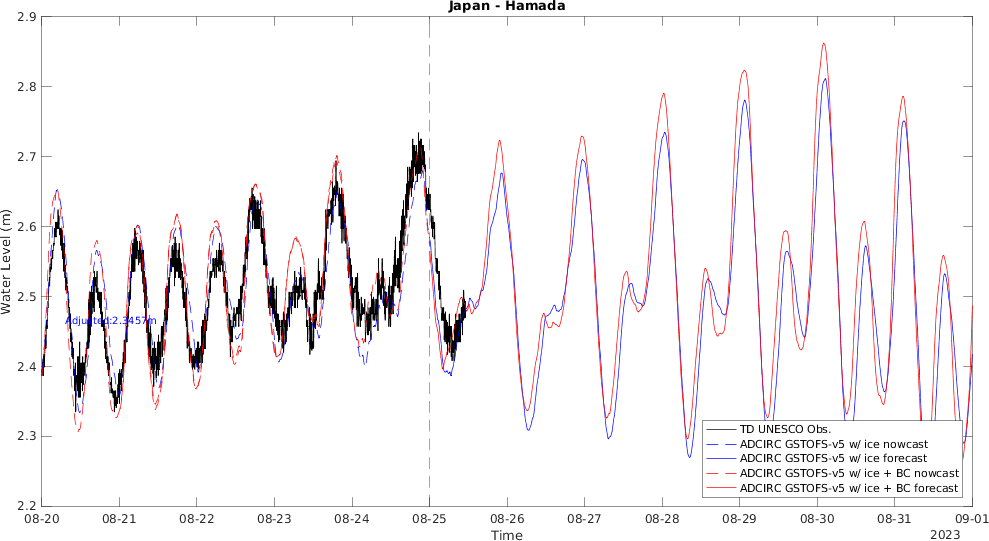 Japan - Hamada
Water Level (m)
2.9
2.8
2.7
2.6
2.5
2.4
2.3
2.2
Adjusted:2.3457m
TD UNESCO Obs.
ADCIRC GSTOFS-v5 w/ ice nowcast
ADCIRC GSTOFS-v5 w/ ice forecast
ADCIRC GSTOFS-v5 w/ ice + BC nowcast
ADCIRC GSTOFS-v5 w/ ice + BC forecast
08-20 08-21 08-22 08-23 08-24 08-25 08-26 08-27 08-28 08-29 08-30 08-31 09-01
Time
2023